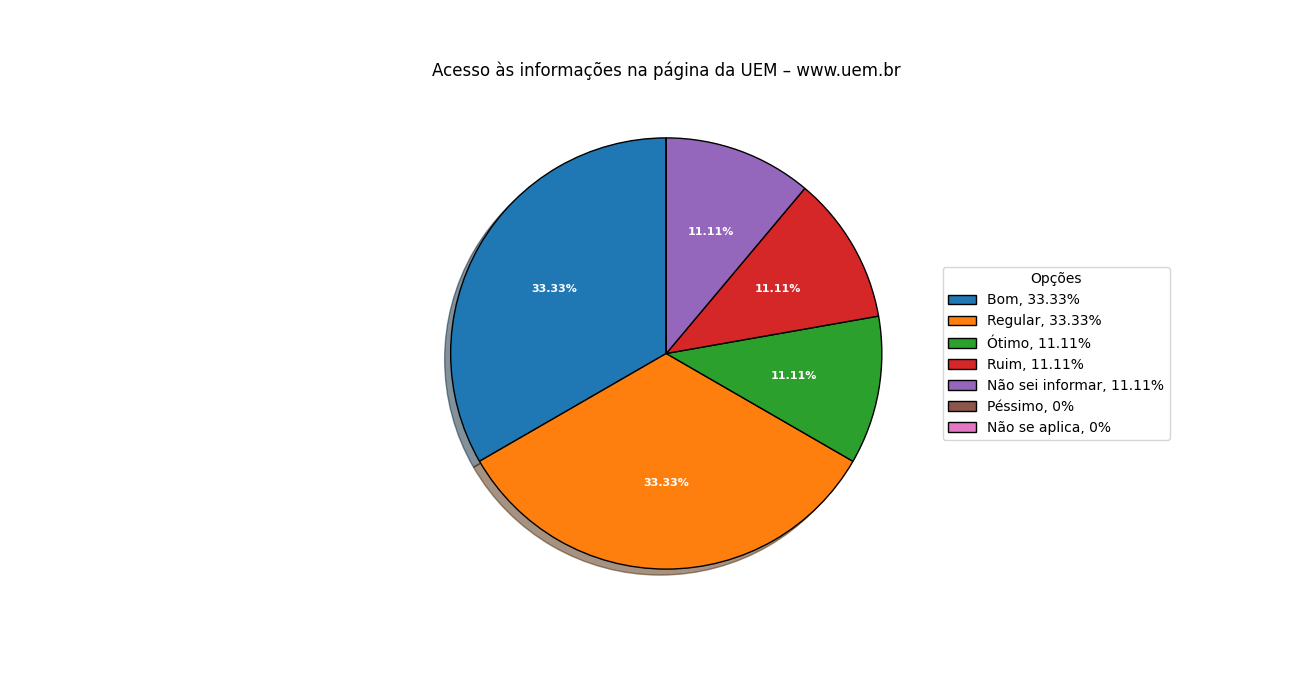 Acesso às informações na página da UEM – www.uem.br
11.11%
33.33%
11.11%
11.11%
33.33%
Opções
Bom, 33.33%
Regular, 33.33%
Ótimo, 11.11%
Ruim, 11.11%
Não sei informar, 11.11%
Péssimo, 0%
Não se aplica, 0%